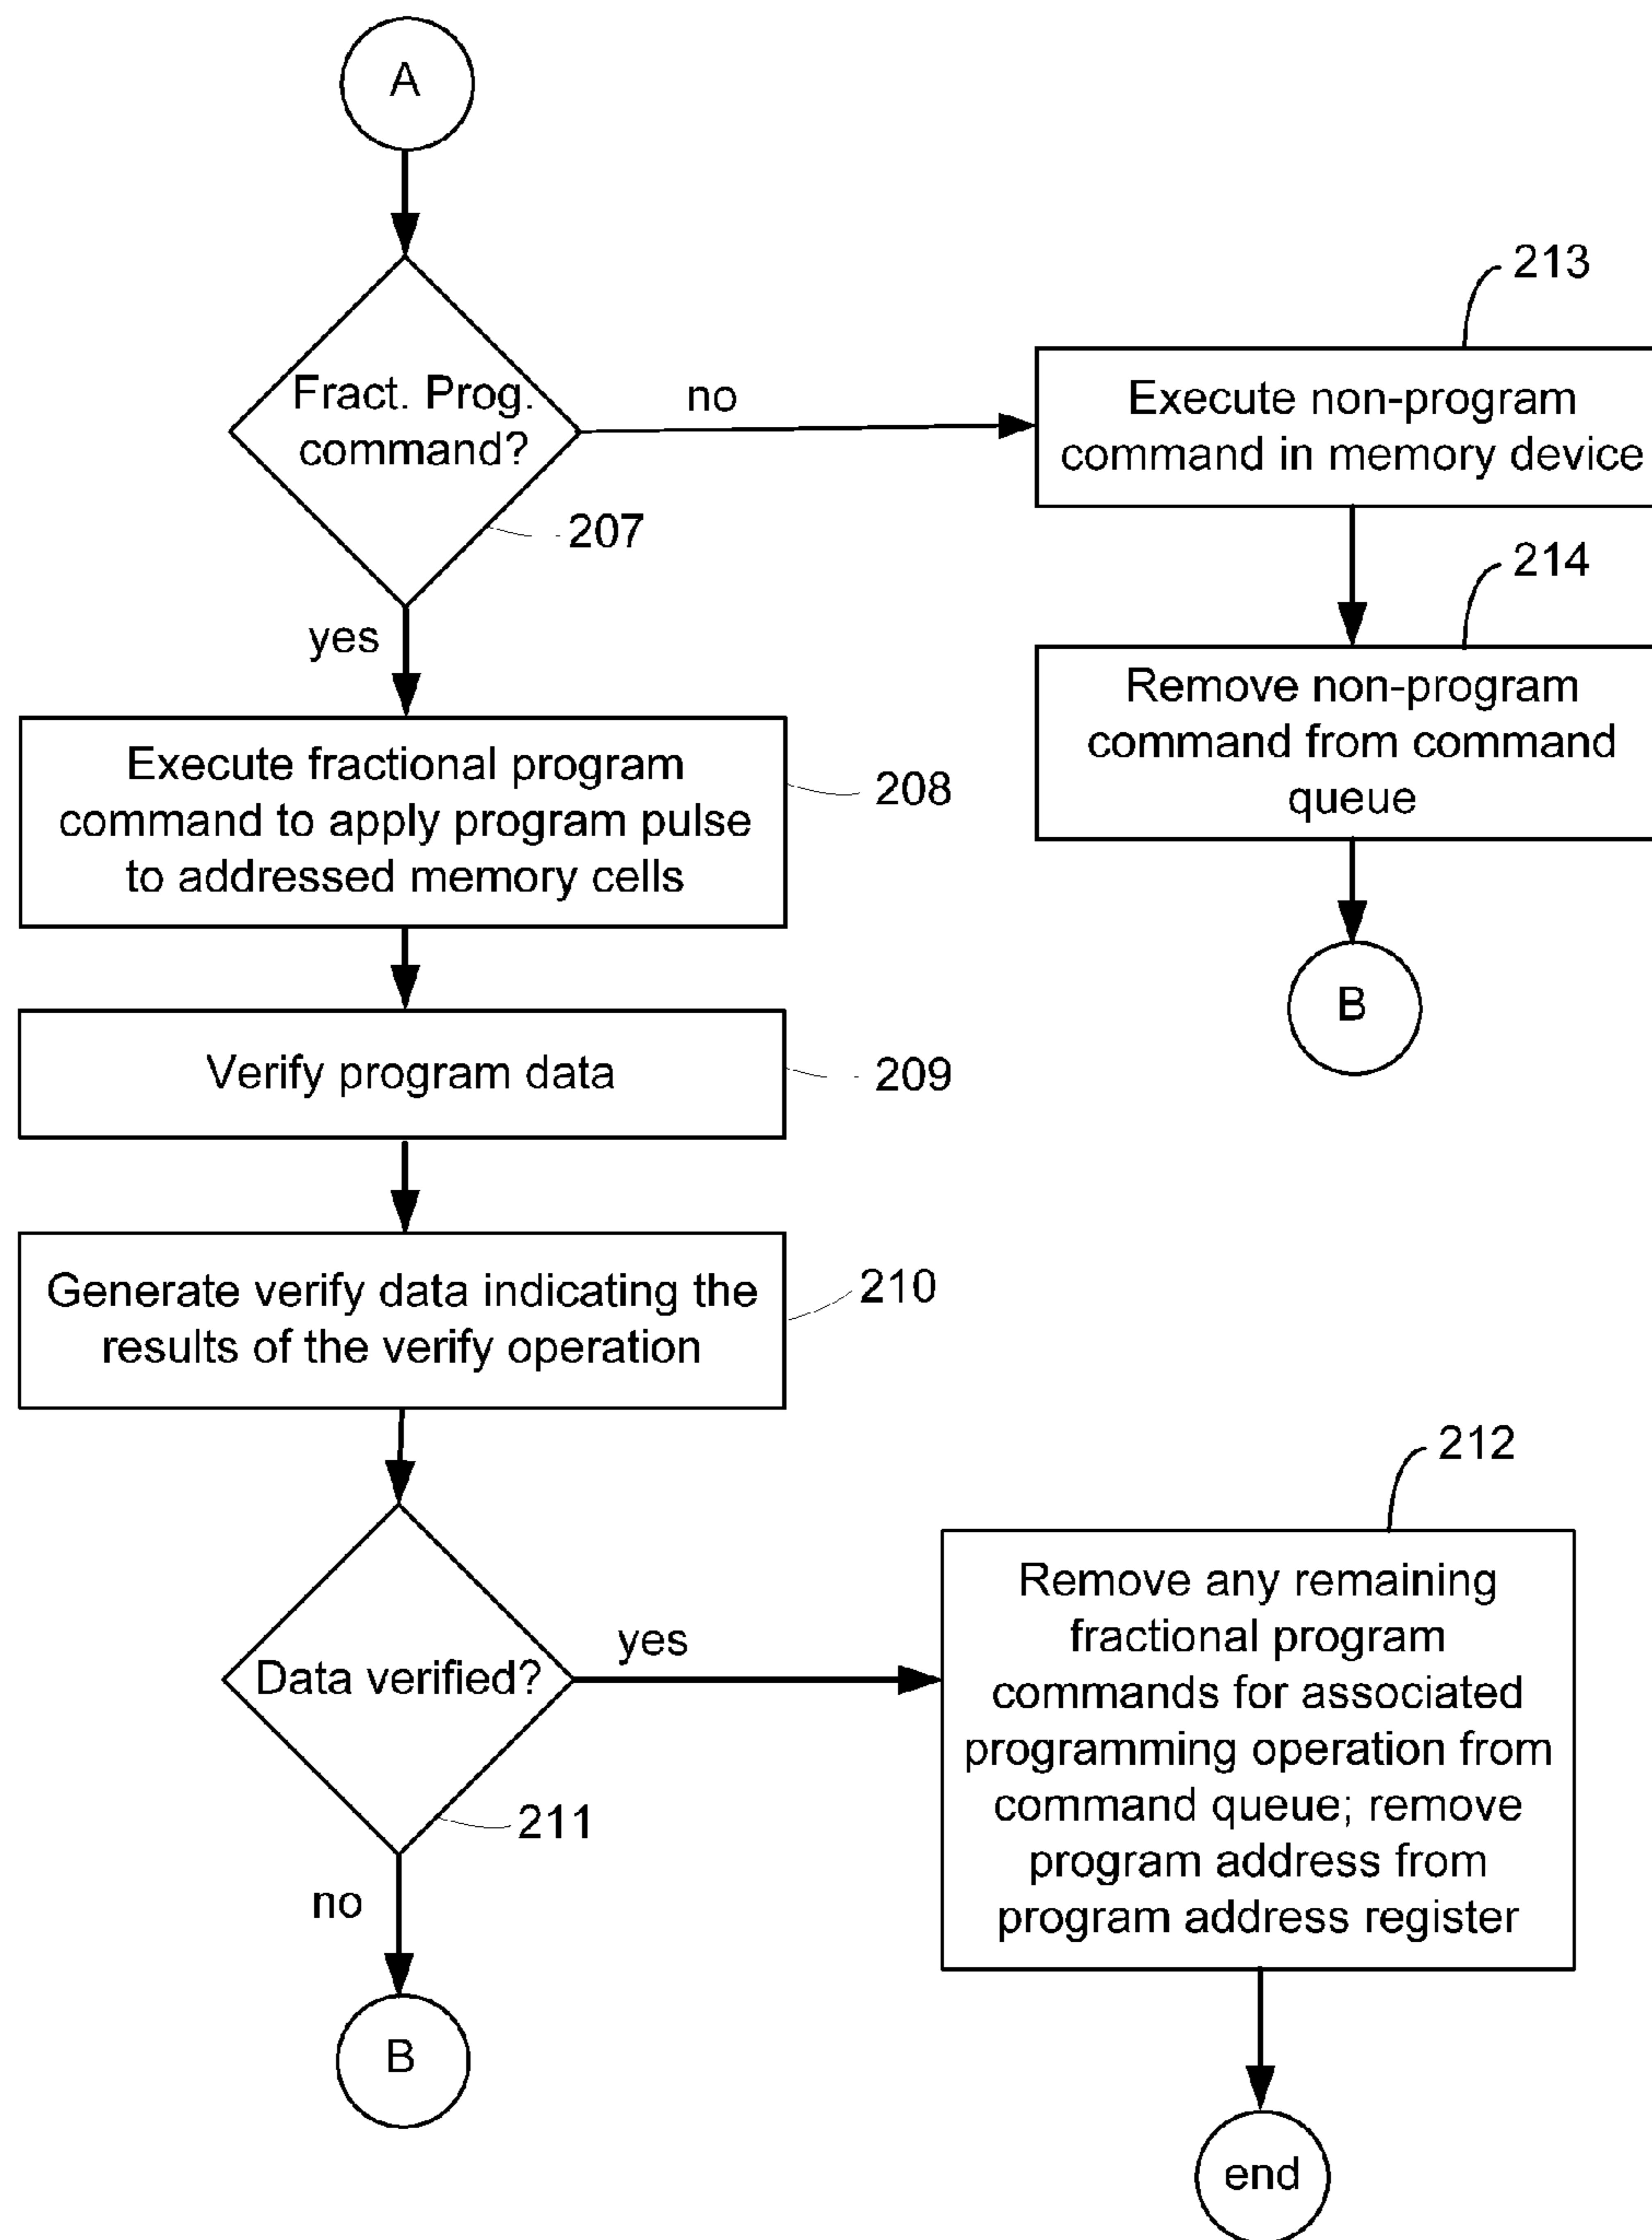 A
Fract. Prog.
command?
207
no
yes
213
Execute non-program
command in memory device
214
Remove non-program
command from command
queue
B
Execute fractional program
command to apply program pulse
to addressed memory cells
208
Verify program data
209
Generate verify data indicating the
results of the verify operation
210
Data verified?
211
yes
no
212
Remove any remaining
fractional program
commands for associated
programming operation from
command queue; remove
program address from
program address register
B
end